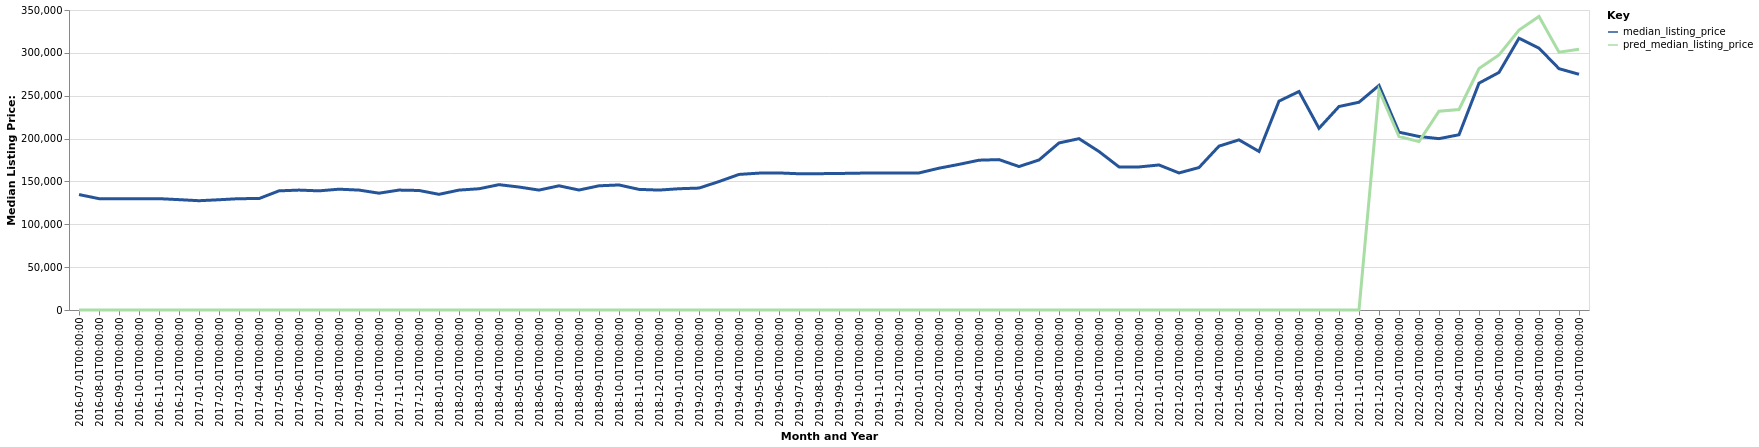 350,000
300,000
250,000
200,000
150,000
100,000
50,000
0
Median Listing Price:
2016-07-01T00:00:00
2016-08-01T00:00:00
2016-09-01T00:00:00
2016-10-01T00:00:00
2016-11-01T00:00:00
2016-12-01T00:00:00
2017-01-01T00:00:00
2017-02-01T00:00:00
2017-03-01T00:00:00
2017-04-01T00:00:00
2017-05-01T00:00:00
2017-06-01T00:00:00
2017-07-01T00:00:00
2017-08-01T00:00:00
2017-09-01T00:00:00
2017-10-01T00:00:00
2017-11-01T00:00:00
2017-12-01T00:00:00
2018-01-01T00:00:00
2018-02-01T00:00:00
2018-03-01T00:00:00
2018-04-01T00:00:00
2018-05-01T00:00:00
2018-06-01T00:00:00
2018-07-01T00:00:00
2018-08-01T00:00:00
2018-09-01T00:00:00
2018-10-01T00:00:00
2018-11-01T00:00:00
2018-12-01T00:00:00
2019-01-01T00:00:00
2019-02-01T00:00:00
2019-03-01T00:00:00
2019-04-01T00:00:00
2019-05-01T00:00:00
2019-06-01T00:00:00
2019-07-01T00:00:00
2019-08-01T00:00:00
2019-09-01T00:00:00
2019-10-01T00:00:00
2019-11-01T00:00:00
2019-12-01T00:00:00
2020-01-01T00:00:00
2020-02-01T00:00:00
2020-03-01T00:00:00
2020-04-01T00:00:00
2020-05-01T00:00:00
2020-06-01T00:00:00
2020-07-01T00:00:00
2020-08-01T00:00:00
2020-09-01T00:00:00
2020-10-01T00:00:00
2020-11-01T00:00:00
2020-12-01T00:00:00
2021-01-01T00:00:00
2021-02-01T00:00:00
2021-03-01T00:00:00
2021-04-01T00:00:00
2021-05-01T00:00:00
2021-06-01T00:00:00
2021-07-01T00:00:00
2021-08-01T00:00:00
2021-09-01T00:00:00
2021-10-01T00:00:00
2021-11-01T00:00:00
2021-12-01T00:00:00
2022-01-01T00:00:00
2022-02-01T00:00:00
2022-03-01T00:00:00
2022-04-01T00:00:00
2022-05-01T00:00:00
2022-06-01T00:00:00
2022-07-01T00:00:00
2022-08-01T00:00:00
2022-09-01T00:00:00
2022-10-01T00:00:00
Month and Year
Key
median_listing_price
pred_median_listing_price